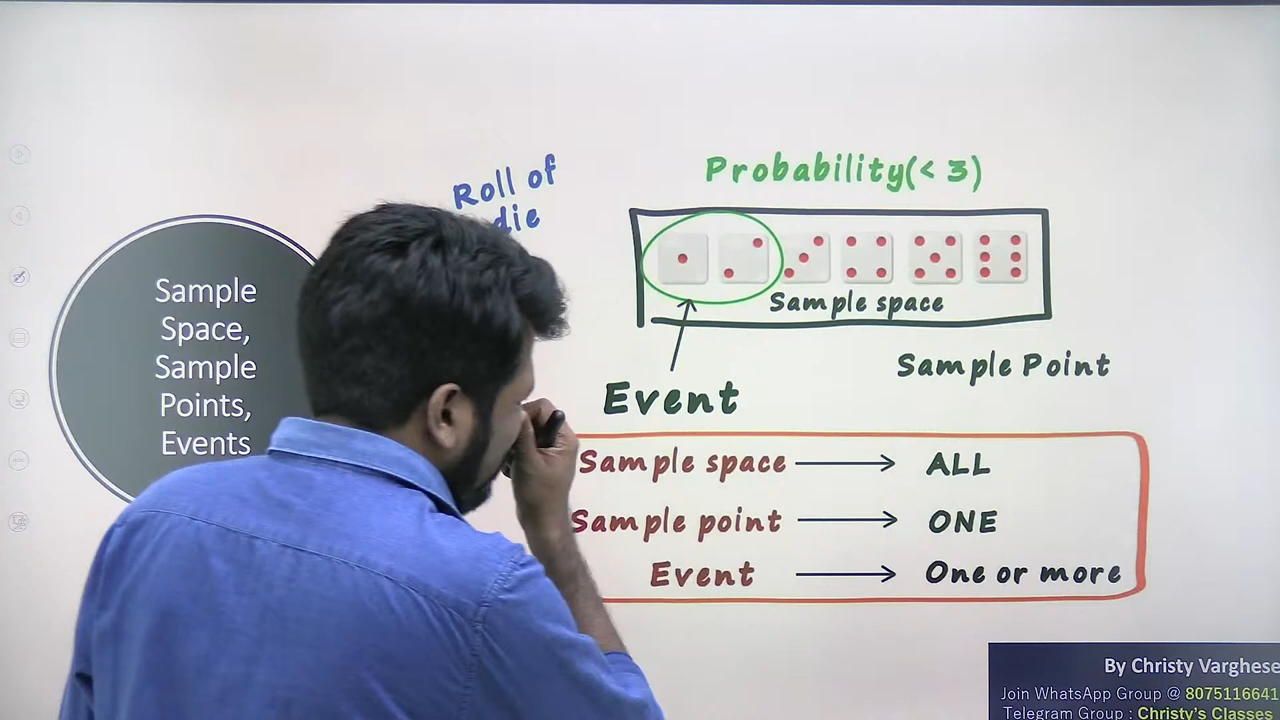 Sample
Space,
Sample
Points,
Events
Roll of
die
Probability(< 3)
Sample space
Sample Point
Event
Sample space → ALL
Sample point → ONE
Event → One or more
By Christy Varghese
Join WhatsApp Group @ 8075116641
Telegram Group : Christy's Classes